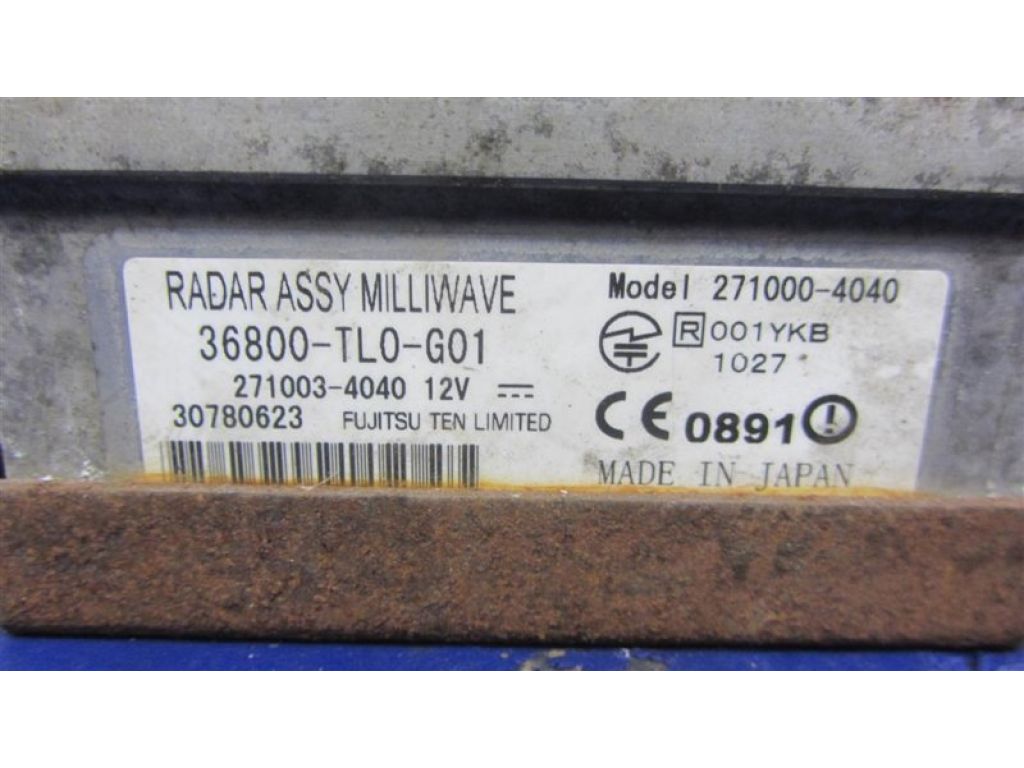 RADAR ASSY MILLIWAVE
36800-TL0-G01
271003-4040 12V
30780623 FUJITSU TEN LIMITED
Model 271000-4040
R 001YKB
1027
CE 0891
MADE IN JAPAN